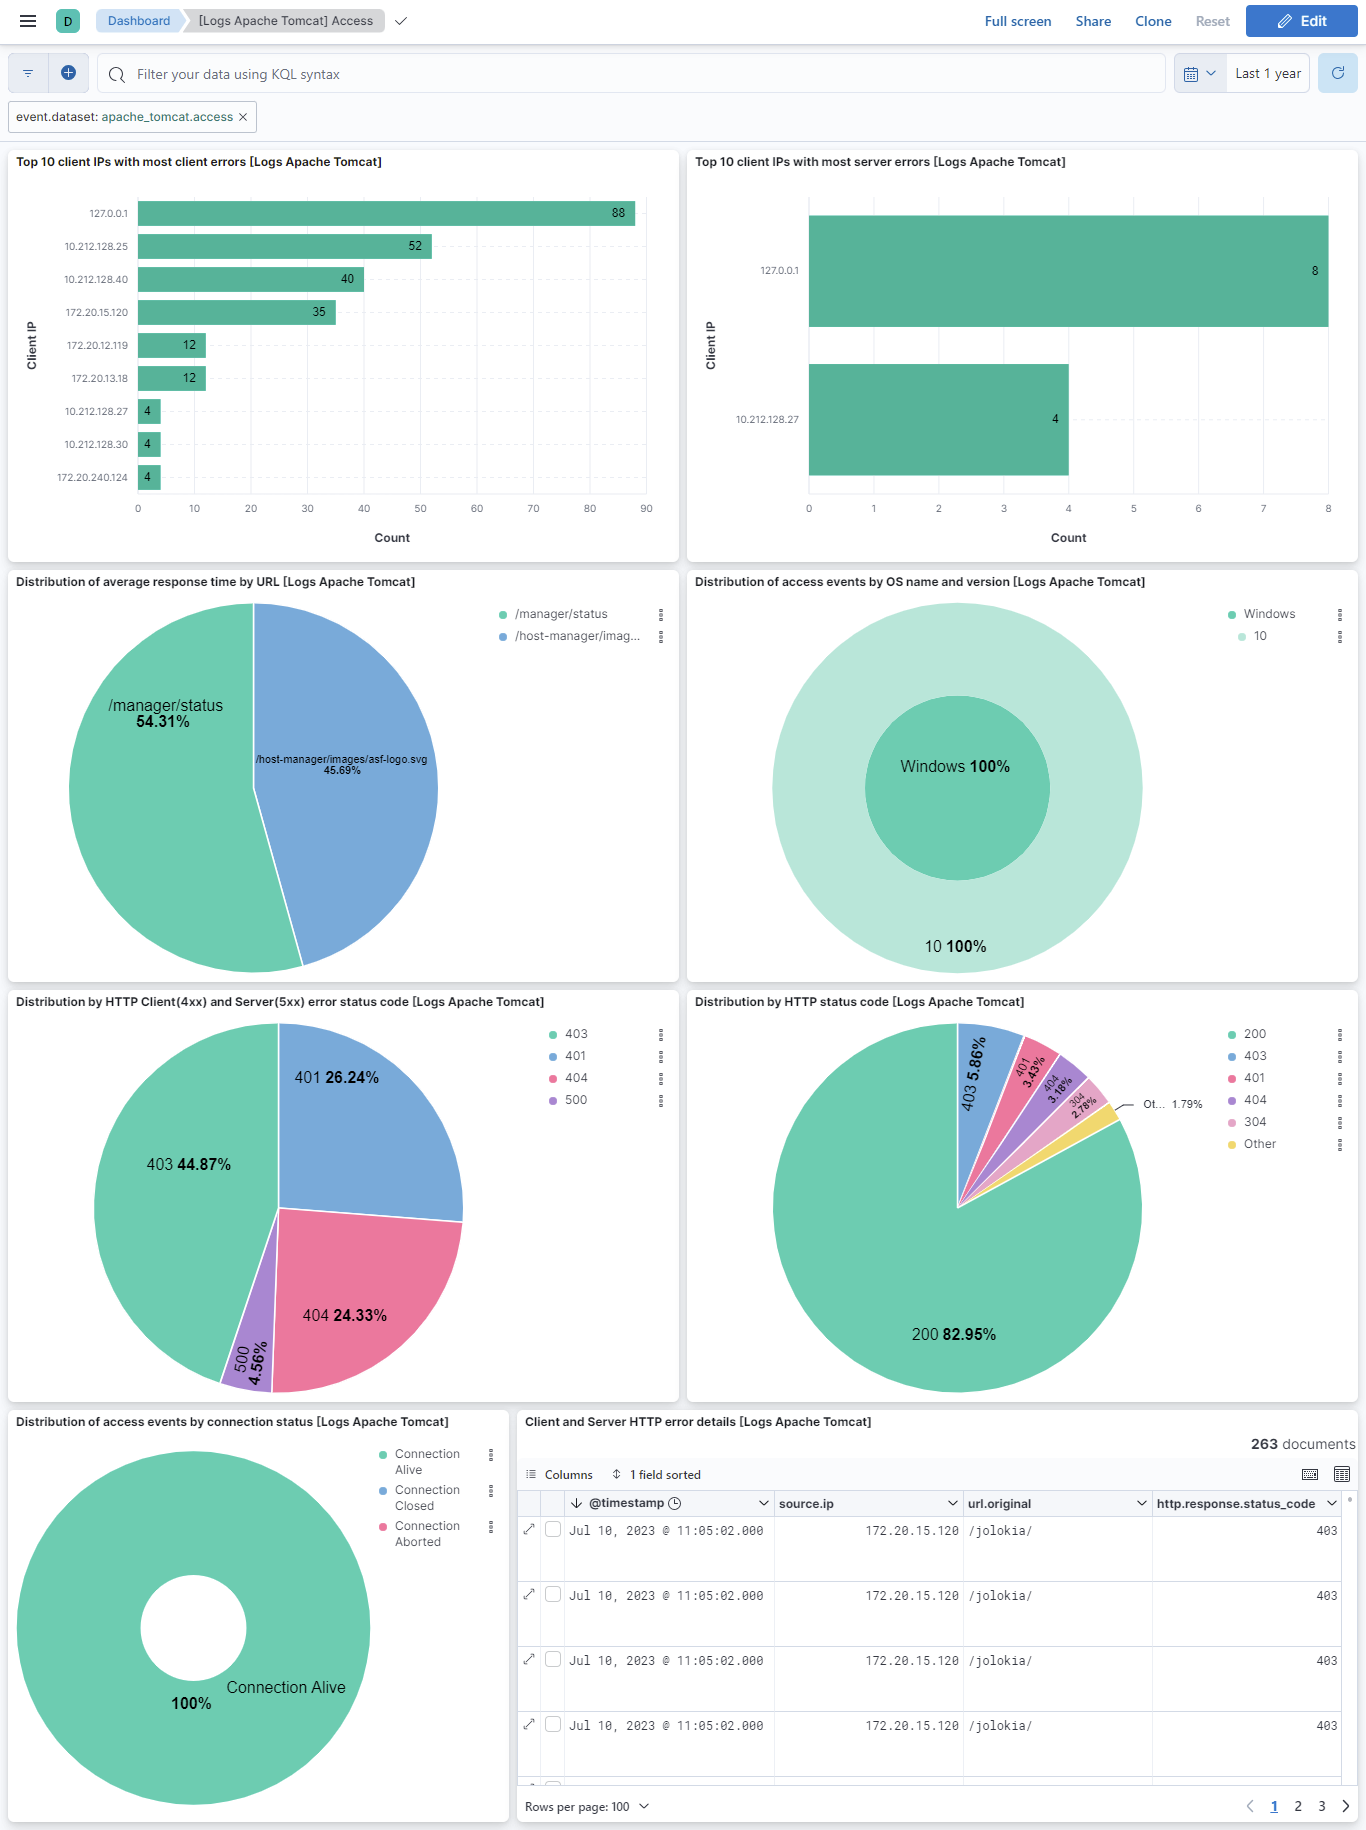 D
Dashboard
[Logs Apache Tomcat] Access
Full screen
Share
Clone
Reset
Edit
Filter your data using KQL syntax
Last 1 year
event.dataset: apache_tomcat.access ×
Top 10 client IPs with most client errors [Logs Apache Tomcat]
Client IP
127.0.0.1
88
10.212.128.25
52
10.212.128.40
40
172.20.15.120
35
172.20.12.119
12
172.20.13.18
12
10.212.128.27
4
10.212.128.30
4
172.20.240.124
4
0 10 20 30 40 50 60 70 80 90
Count
Top 10 client IPs with most server errors [Logs Apache Tomcat]
Client IP
127.0.0.1
8
10.212.128.27
4
0 1 2 3 4 5 6 7 8
Count
Distribution of average response time by URL [Logs Apache Tomcat]
/manager/status
54.31%
/host-manager/images/asf-logo.svg
45.69%
/manager/status
/host-manager/imag...
Distribution of access events by OS name and version [Logs Apache Tomcat]
Windows 100%
10 100%
Windows
10
Distribution by HTTP Client(4xx) and Server(5xx) error status code [Logs Apache Tomcat]
401 26.24%
403 44.87%
404 24.33%
500
4.56%
403
401
404
500
Distribution by HTTP status code [Logs Apache Tomcat]
403 5.86%
401
3.43%
404
3.18%
304
2.78%
Ot... 1.79%
200 82.95%
200
403
401
404
304
Other
Distribution of access events by connection status [Logs Apache Tomcat]
Connection Alive
100%
Connection
Alive
Connection
Closed
Connection
Aborted
Client and Server HTTP error details [Logs Apache Tomcat]
263 documents
Columns
1 field sorted
@timestamp source.ip url.original http.response.status_code
Jul 10, 2023 @ 11:05:02.000 172.20.15.120 /jolokia/ 403
Jul 10, 2023 @ 11:05:02.000 172.20.15.120 /jolokia/ 403
Jul 10, 2023 @ 11:05:02.000 172.20.15.120 /jolokia/ 403
Jul 10, 2023 @ 11:05:02.000 172.20.15.120 /jolokia/ 403
Rows per page: 100
1 2 3